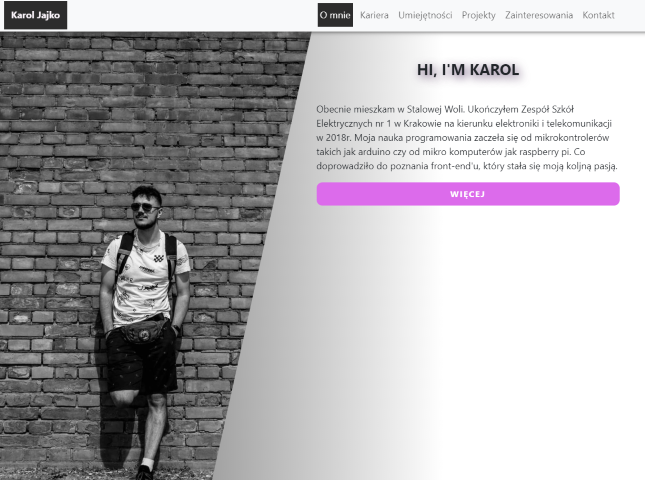 Karol Jajko
O mnie Kariera Umiejętności Projekty Zainteresowania Kontakt
HI, I'M KAROL
Obecnie mieszkam w Stalowej Woli. Ukończyłem Zespół Szkół
Elektrycznych nr 1 w Krakowie na kierunku elektroniki i telekomunikacji
w 2018r. Moja nauka programowania zaczeła się od mikrokontrolerów
takich jak arduino czy od mikro komputerów jak raspberry pi. Co
doprowadziło do poznania front-end'u, który stała się moją koljną pasją.
WIĘCEJ